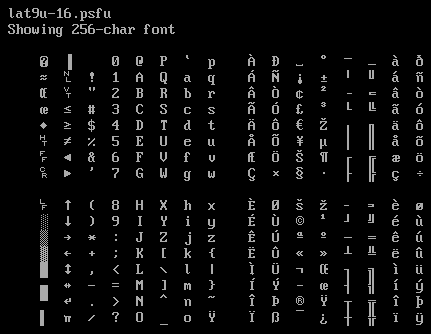 lat9u-16.psfu
Showing 256-char font
0 @ P ` p À Ð ˽ ° à ð
≈ ␤ ! 1 A Q a q Á Ñ ¡ ± á ñ
Œ ␋ " 2 B R b r Â Ò ¢ ² â ò
œ ≤ # 3 C S c s Ã Ó £ ³ ã ó
◆ ≥ $ 4 D T d t Ä Ô € Ž ä ô
␉ ≠ % 5 E U e u Å Õ ¥ µ å õ
␌ ◀ & 6 F V f v Æ Ö Š ¶ æ ö
␍ ▶ ' 7 G W g w Ç × § · ç ÷
␊ ↑ ( 8 H X h x È Ø š ž è ø
↓ ) 9 I Y i y É Ù © ¹ é ù
→ * : J Z j z Ê Ú ª º ê ú
← + ; K [ k { Ë Û « » ë û
↕ , < L \ l | Ì Ü ¬ Œ ì ü
↔ - = M ] m } Í Ý - œ í ý
↵ . > N ^ n ~ Î Þ ® Ÿ î þ
π / ? O _ o Ÿ Ï ß ¯ ¿ ï ÿ